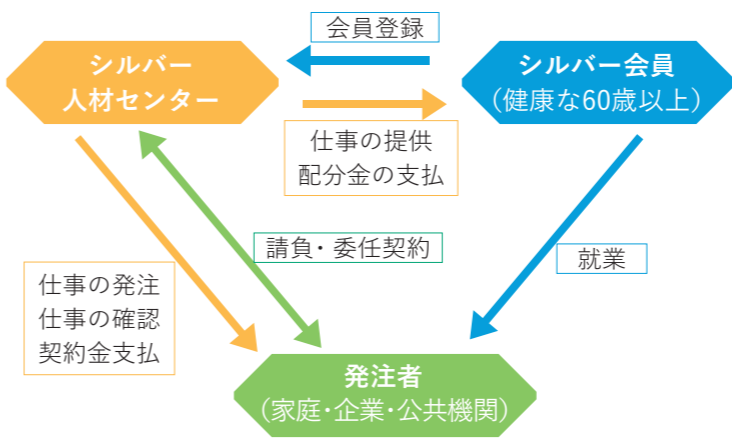 会員登録
シルバー
人材センター
シルバー会員
(健康な60歳以上)
仕事の提供
配分金の支払
請負・委任契約
就業
仕事の発注
仕事の確認
契約金支払
発注者
(家庭・企業・公共機関)